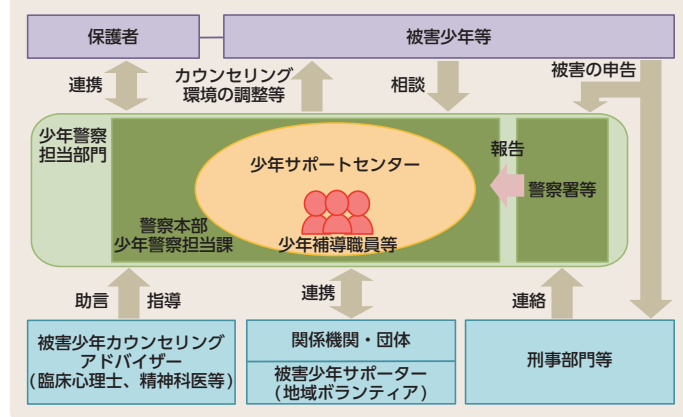 保護者
被害少年等
連携
カウンセリング
環境の調整等
相談
被害の申告
少年警察
担当部門
少年サポートセンター
報告
警察署等
警察本部
少年警察担当課
少年補導職員等
助言
指導
連携
連絡
被害少年カウンセリング
アドバイザー
(臨床心理士、精神科医等)
関係機関・団体
被害少年サポーター
(地域ボランティア)
刑事部門等